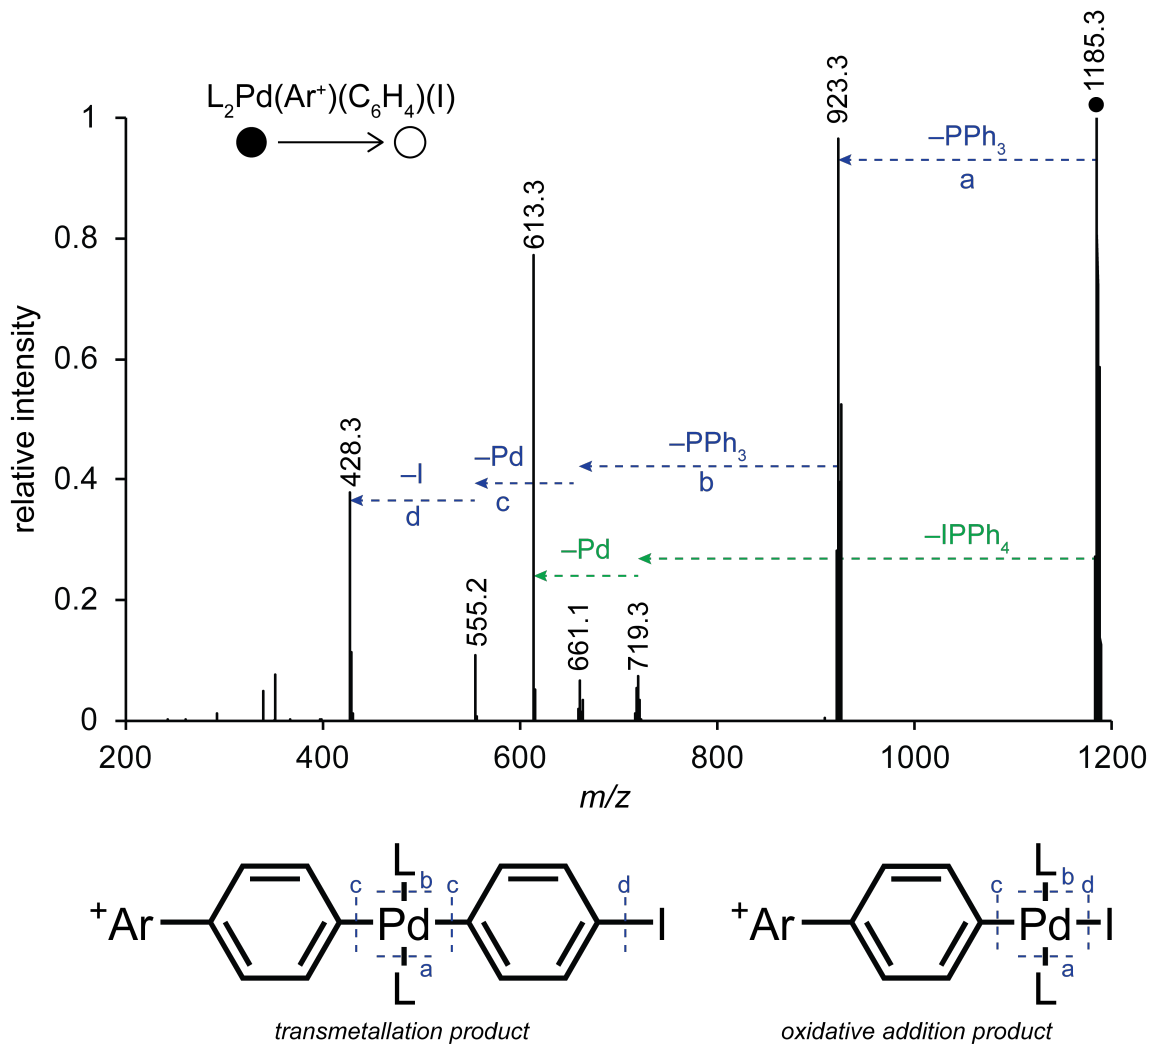 L₂Pd(Ar⁺)(C₆H₄)(I)
1185.3
923.3
–PPh₃
a
613.3
428.3
–I
d
–Pd
c
–PPh₃
b
–IPPh₄
–Pd
555.2
661.1
719.3
relative intensity
1
0.8
0.6
0.4
0.2
0
200
400
600
800
1000
1200
m/z
L
c b c d
⁺Ar Pd I
a
L
transmetallation product
L
c b d
⁺Ar Pd I
a
L
oxidative addition product